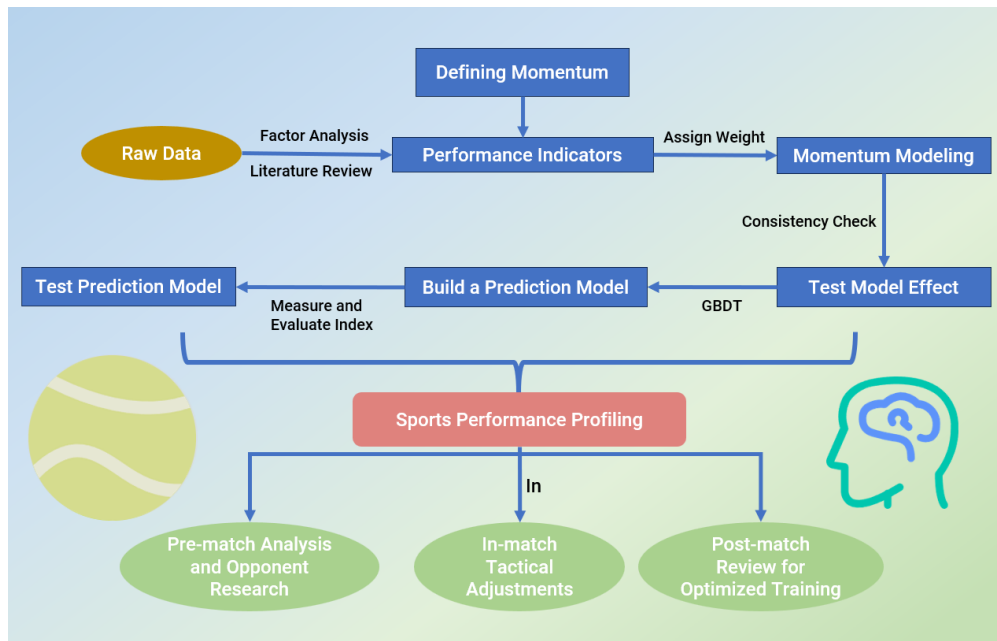 Defining Momentum
Raw Data
Factor Analysis
Literature Review
Performance Indicators
Assign Weight
Momentum Modeling
Consistency Check
Test Prediction Model
Measure and
Evaluate Index
Build a Prediction Model
GBDT
Test Model Effect
Sports Performance Profiling
In
Pre-match Analysis
and Opponent
Research
In-match
Tactical
Adjustments
Post-match
Review for
Optimized Training